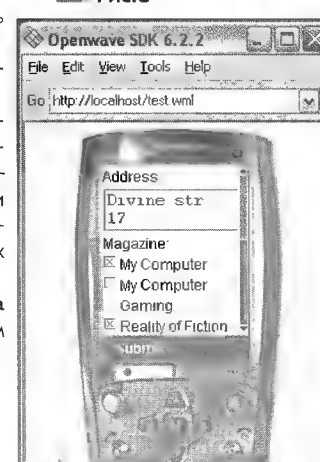 Openwave SDK 6.2.2
File Edit View Tools Help
Go http://localhost/test.wml
Address
Divine str
17
Magazine:
My Computer
My Computer
Gaming
Reality of Fiction
Submit